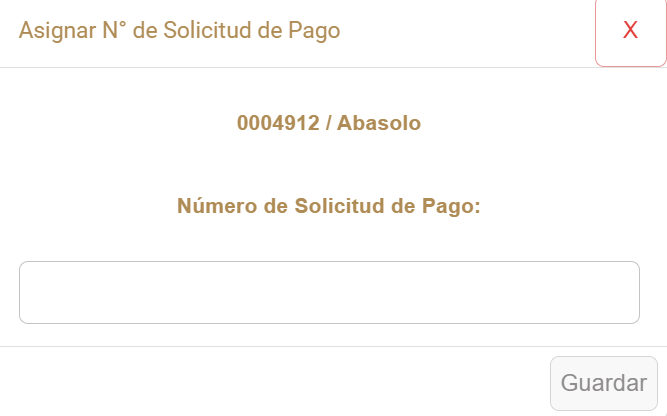 Asignar N° de Solicitud de Pago
X
0004912 / Abasolo
Número de Solicitud de Pago:
Guardar